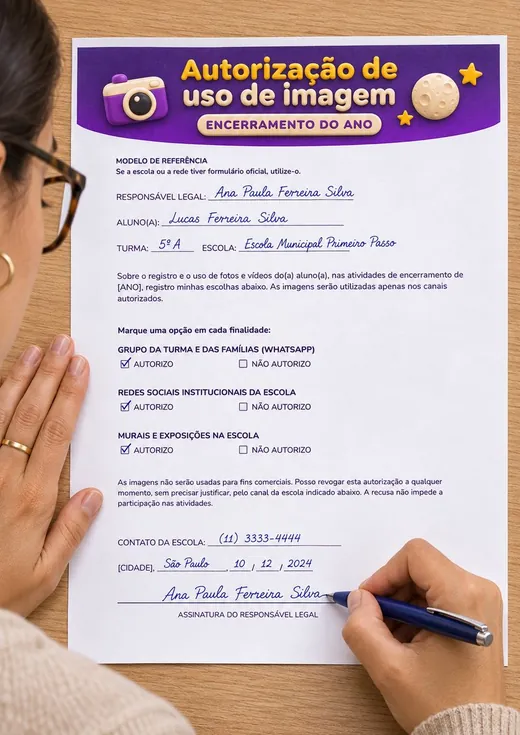 Autorização de
uso de imagem
ENCERRAMENTO DO ANO
MODELO DE REFERÊNCIA
Se a escola ou a rede tiver formulário oficial, utilize-o.
RESPONSÁVEL LEGAL: Ana Paula Ferreira Silva
ALUNO(A): Lucas Ferreira Silva
TURMA: 5º A ESCOLA: Escola Municipal Primeiro Passo
Sobre o registro e o uso de fotos e vídeos do(a) aluno(a), nas atividades de encerramento de
[ANO], registro minhas escolhas abaixo. As imagens serão utilizadas apenas nos canais
autorizados.
Marque uma opção em cada finalidade:
GRUPO DA TURMA E DAS FAMÍLIAS (WHATSAPP)
☑ AUTORIZO ☐ NÃO AUTORIZO
REDES SOCIAIS INSTITUCIONAIS DA ESCOLA
☑ AUTORIZO ☐ NÃO AUTORIZO
MURAIS E EXPOSIÇÕES NA ESCOLA
☑ AUTORIZO ☐ NÃO AUTORIZO
As imagens não serão usadas para fins comerciais. Posso revogar esta autorização a qualquer
momento, sem precisar justificar, pelo canal da escola indicado abaixo. A recusa não impede a
participação nas atividades.
CONTATO DA ESCOLA: (11) 3333-4444
[CIDADE], São Paulo, 10 / 12 / 2024
Ana Paula Ferreira Silva
ASSINATURA DO RESPONSÁVEL LEGAL